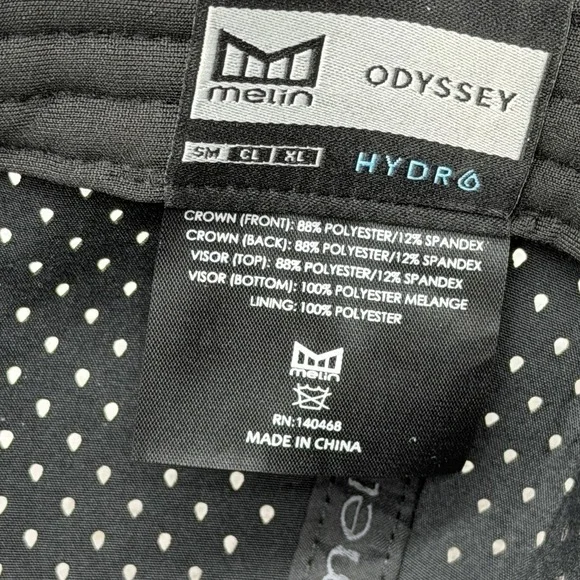 melin ODYSSEY
SM CL XL HYDRO
CROWN (FRONT): 88% POLYESTER/12% SPANDEX
CROWN (BACK): 88% POLYESTER/12% SPANDEX
VISOR (TOP): 88% POLYESTER/12% SPANDEX
VISOR (BOTTOM): 100% POLYESTER MELANGE
LINING: 100% POLYESTER
melin
RN: 140468
MADE IN CHINA